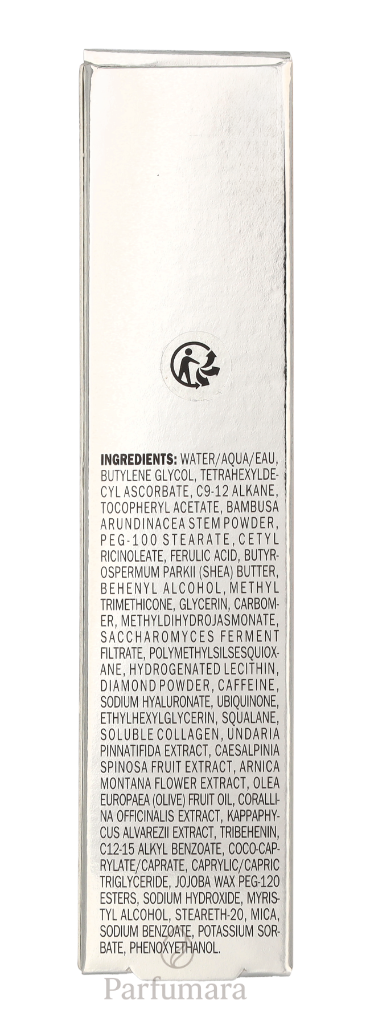 INGREDIENTS: WATER/AQUA/EAU,
BUTYLENE GLYCOL, TETRAHEXYLDE-
CYL ASCORBATE, C9-12 ALKANE,
TOCOPHERYL ACETATE, BAMBUSA
ARUNDINACEA STEM POWDER,
PEG-100 STEARATE, CETYL
RICINOLEATE, FERULIC ACID, BUTYR-
OSPERMUM PARKII (SHEA) BUTTER,
BEHENYL ALCOHOL, METHYL
TRIMETHICONE, GLYCERIN, CARBOM-
ER, METHYLDIHYDROJASMONATE,
SACCHAROMYCES FERMENT
FILTRATE, POLYMETHYLSILSESQUIOX-
ANE, HYDROGENATED LECITHIN,
DIAMOND POWDER, CAFFEINE,
SODIUM HYALURONATE, UBIQUINONE,
ETHYLHEXYLGLYCERIN, SQUALANE,
SOLUBLE COLLAGEN, UNDARIA
PINNATIFIDA EXTRACT, CAESALPINIA
SPINOSA FRUIT EXTRACT, ARNICA
MONTANA FLOWER EXTRACT, OLEA
EUROPAEA (OLIVE) FRUIT OIL, CORALLI-
NA OFFICINALIS EXTRACT, KAPPAPHY-
CUS ALVAREZII EXTRACT, TRIBEHENIN,
C12-15 ALKYL BENZOATE, COCO-CAP-
RYLATE/CAPRATE, CAPRYLIC/CAPRIC
TRIGLYCERIDE, JOJOBA WAX PEG-120
ESTERS, SODIUM HYDROXIDE, MYRIS-
TYL ALCOHOL, STEARETH-20, MICA,
SODIUM BENZOATE, POTASSIUM SOR-
BATE, PHENOXYETHANOL.
Parfumara